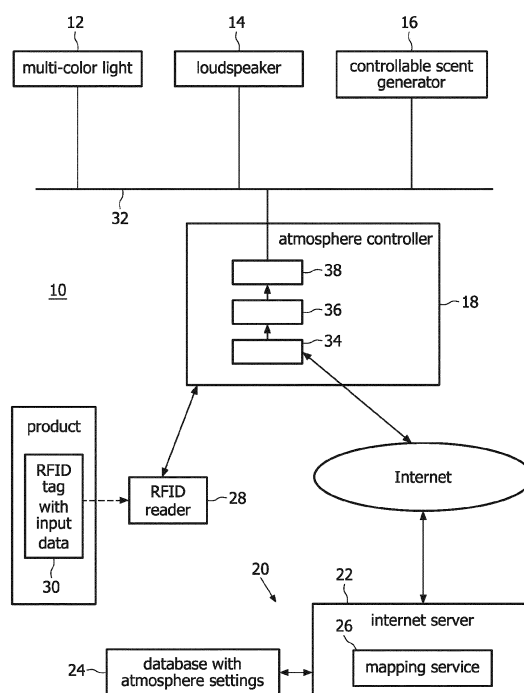 12
14
16
multi-color light
loudspeaker
controllable scent
generator
32
atmosphere controller
38
10
36
18
34
product
RFID
tag
with
input
data
RFID
reader
28
Internet
30
20
22
internet server
26
24
database with
atmosphere settings
mapping service